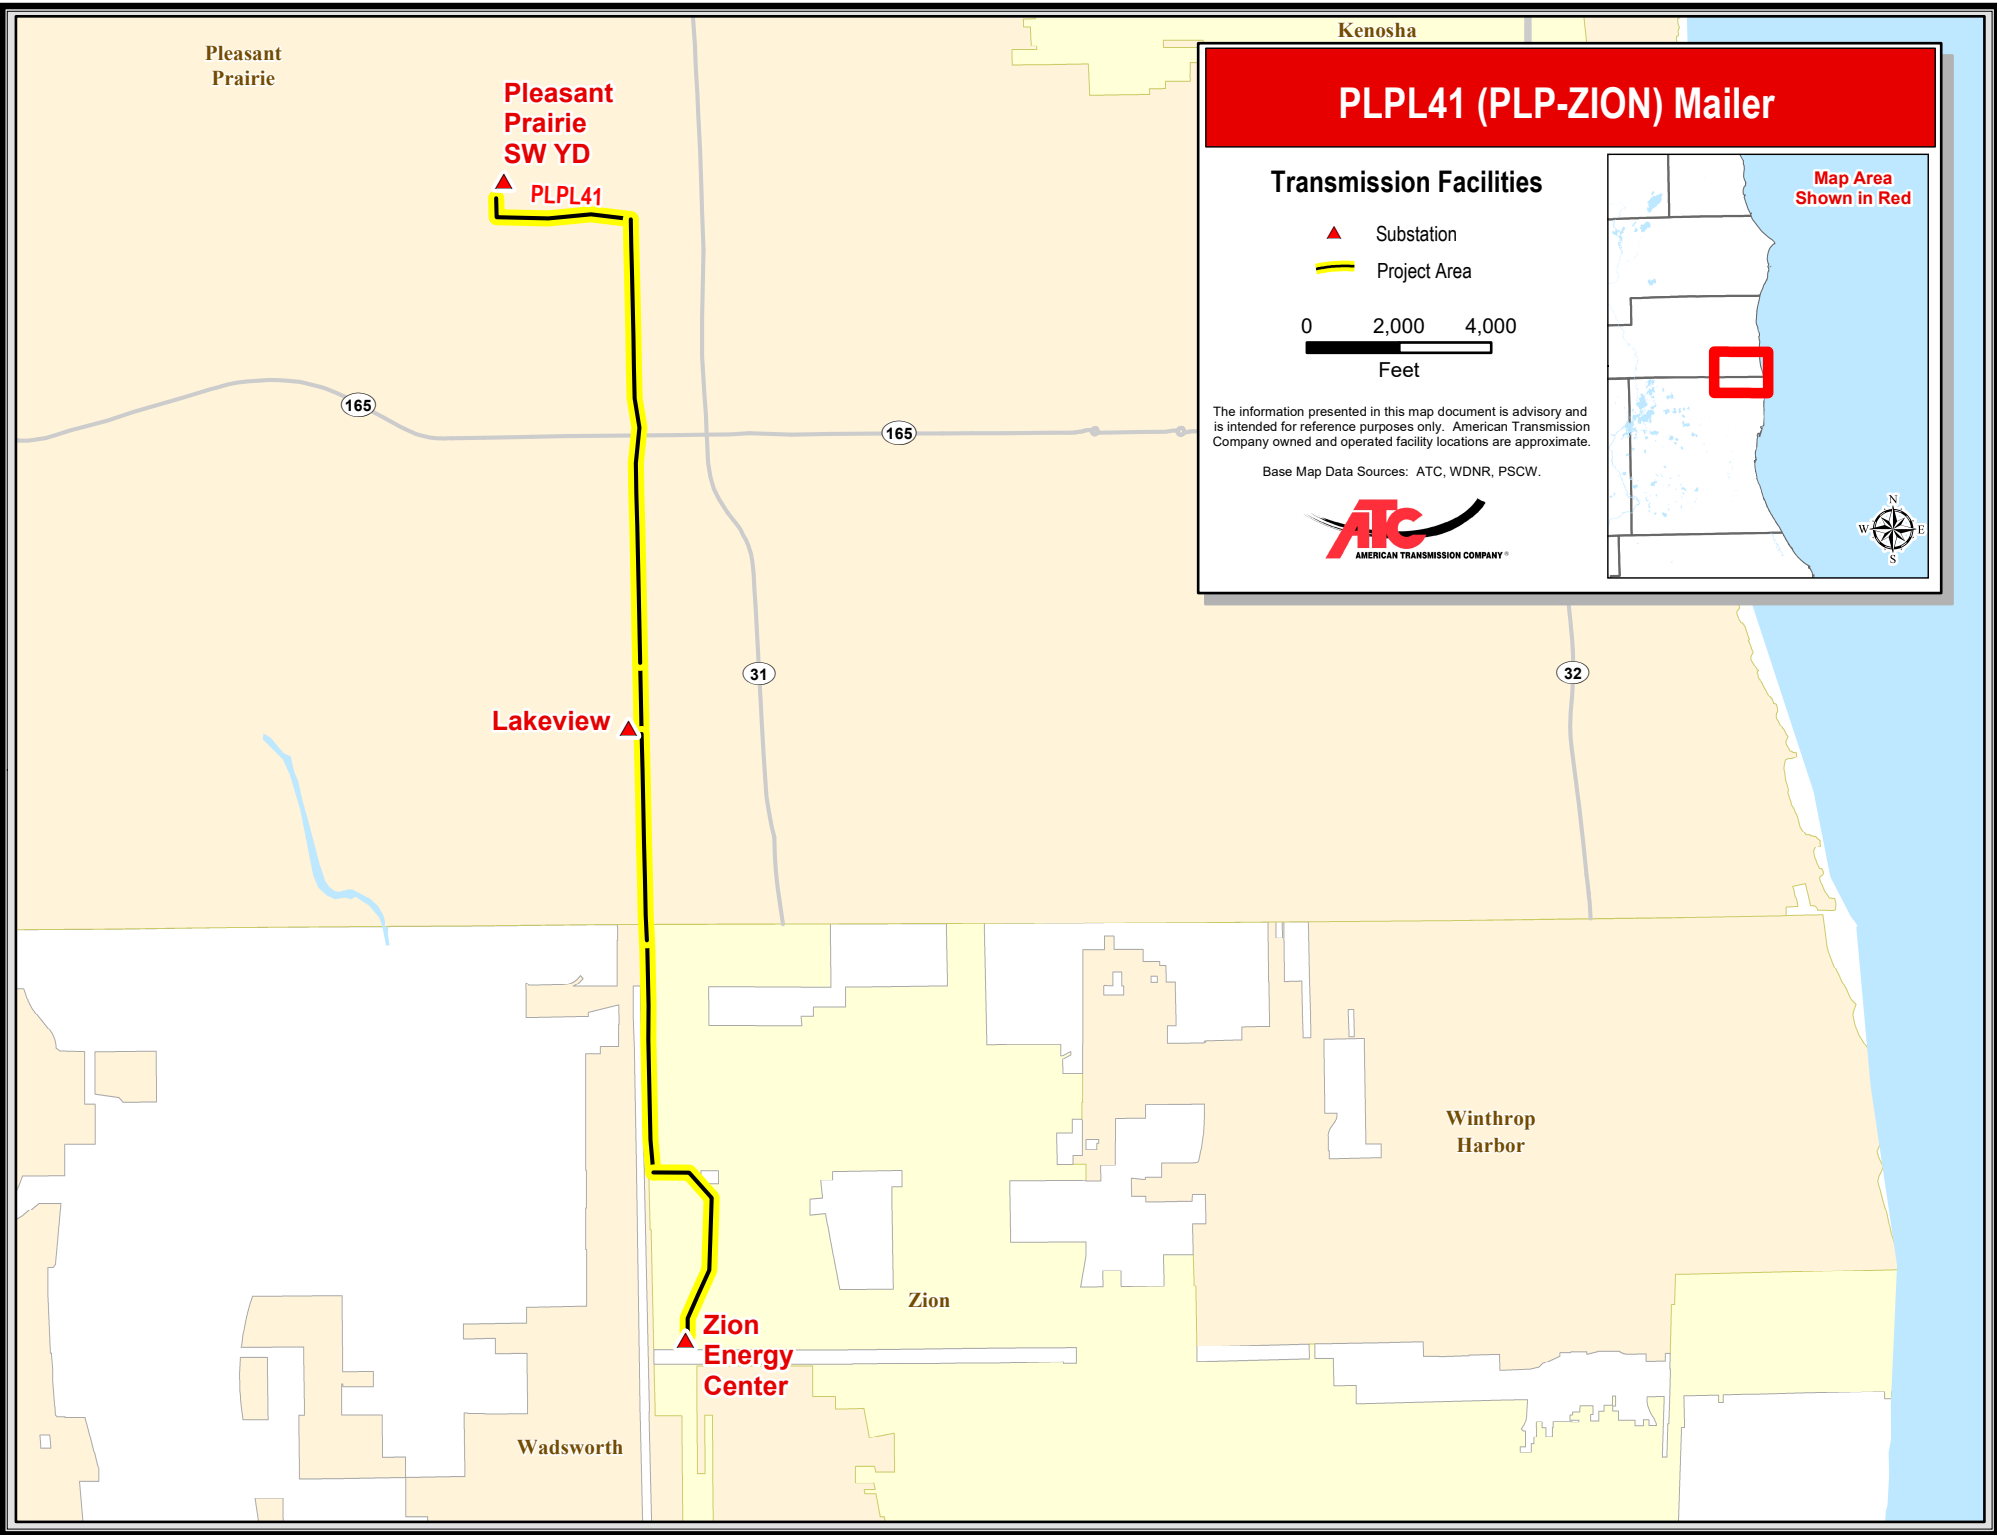 Pleasant
Prairie
Kenosha
Pleasant
Prairie
SW YD
PLPL41
165
165
31
32
Lakeview
PLPL41 (PLP-ZION) Mailer
Transmission Facilities
Substation
Project Area
0 2,000 4,000
Feet
The information presented in this map document is advisory and
is intended for reference purposes only. American Transmission
Company owned and operated facility locations are approximate.
Base Map Data Sources: ATC, WDNR, PSCW.
ATC
AMERICAN TRANSMISSION COMPANY ®
Map Area
Shown in Red
N
W E
S
Winthrop
Harbor
Zion
Zion
Energy
Center
Wadsworth